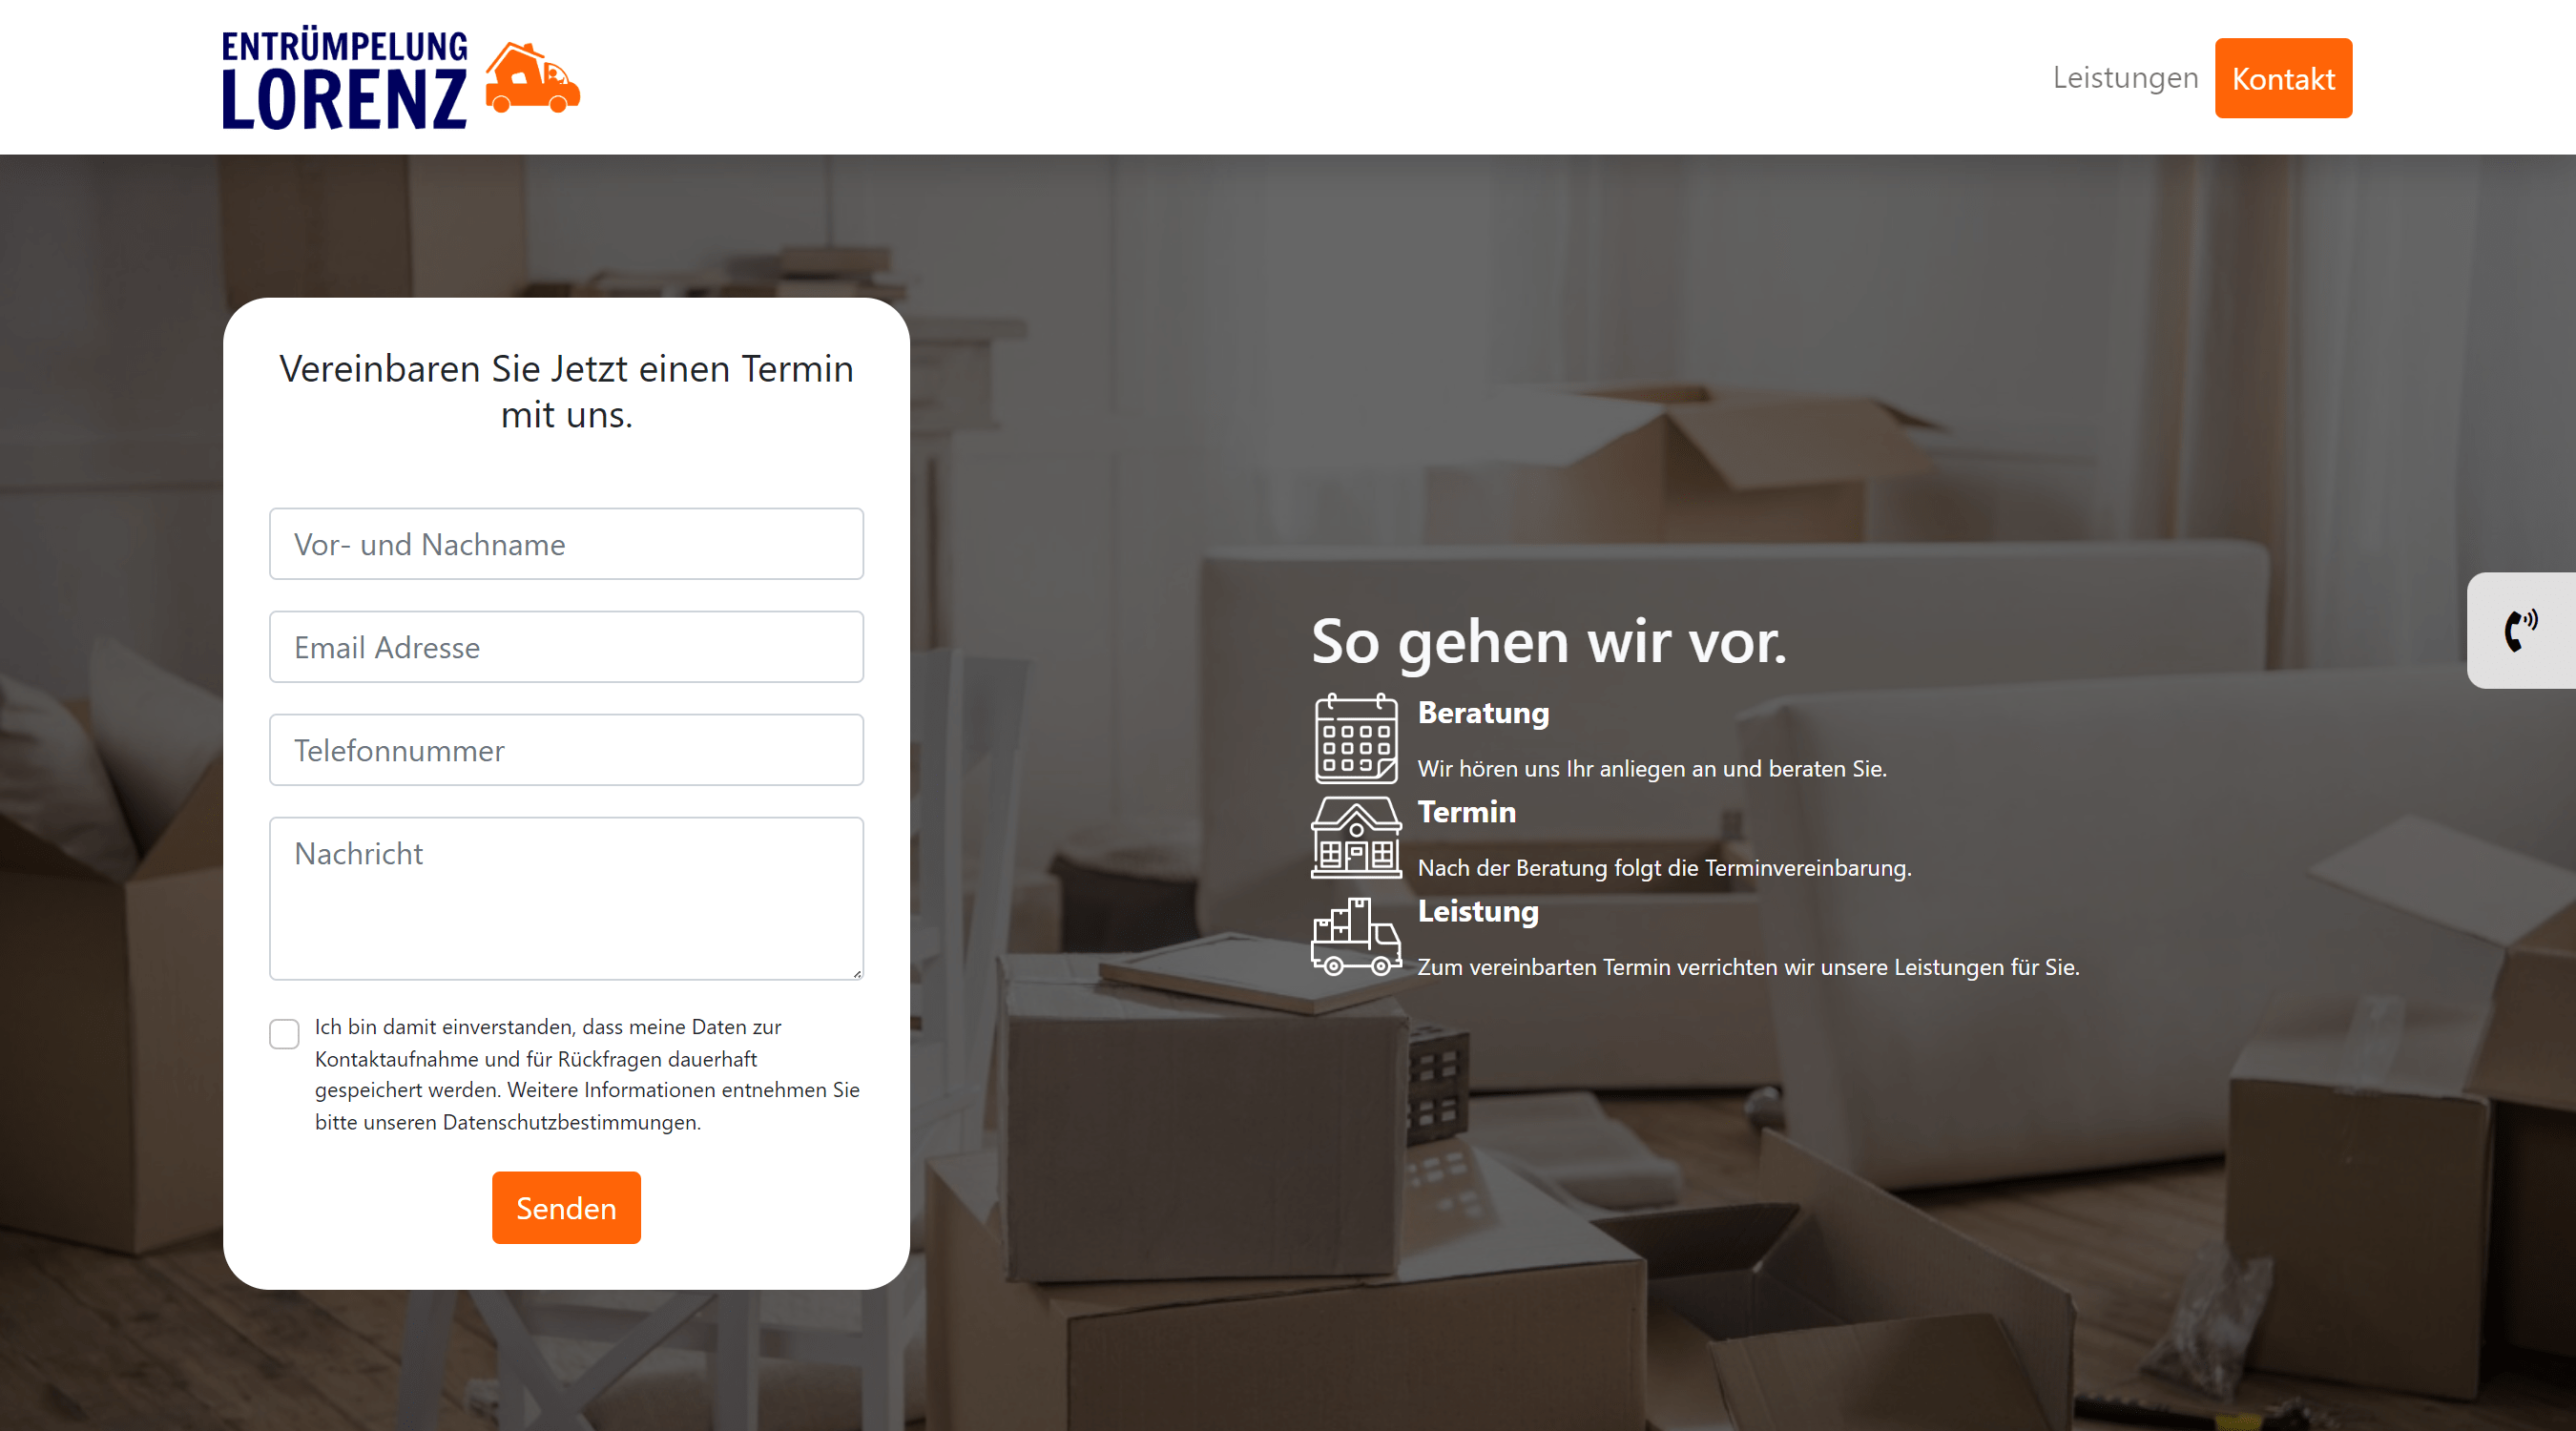 ENTRÜMPELUNG
LORENZ
Leistungen
Kontakt
Vereinbaren Sie Jetzt einen Termin
mit uns.
Vor- und Nachname
Email Adresse
Telefonnummer
Nachricht
Ich bin damit einverstanden, dass meine Daten zur
Kontaktaufnahme und für Rückfragen dauerhaft
gespeichert werden. Weitere Informationen entnehmen Sie
bitte unseren Datenschutzbestimmungen.
Senden
So gehen wir vor.
Beratung
Wir hören uns Ihr anliegen an und beraten Sie.
Termin
Nach der Beratung folgt die Terminvereinbarung.
Leistung
Zum vereinbarten Termin verrichten wir unsere Leistungen für Sie.